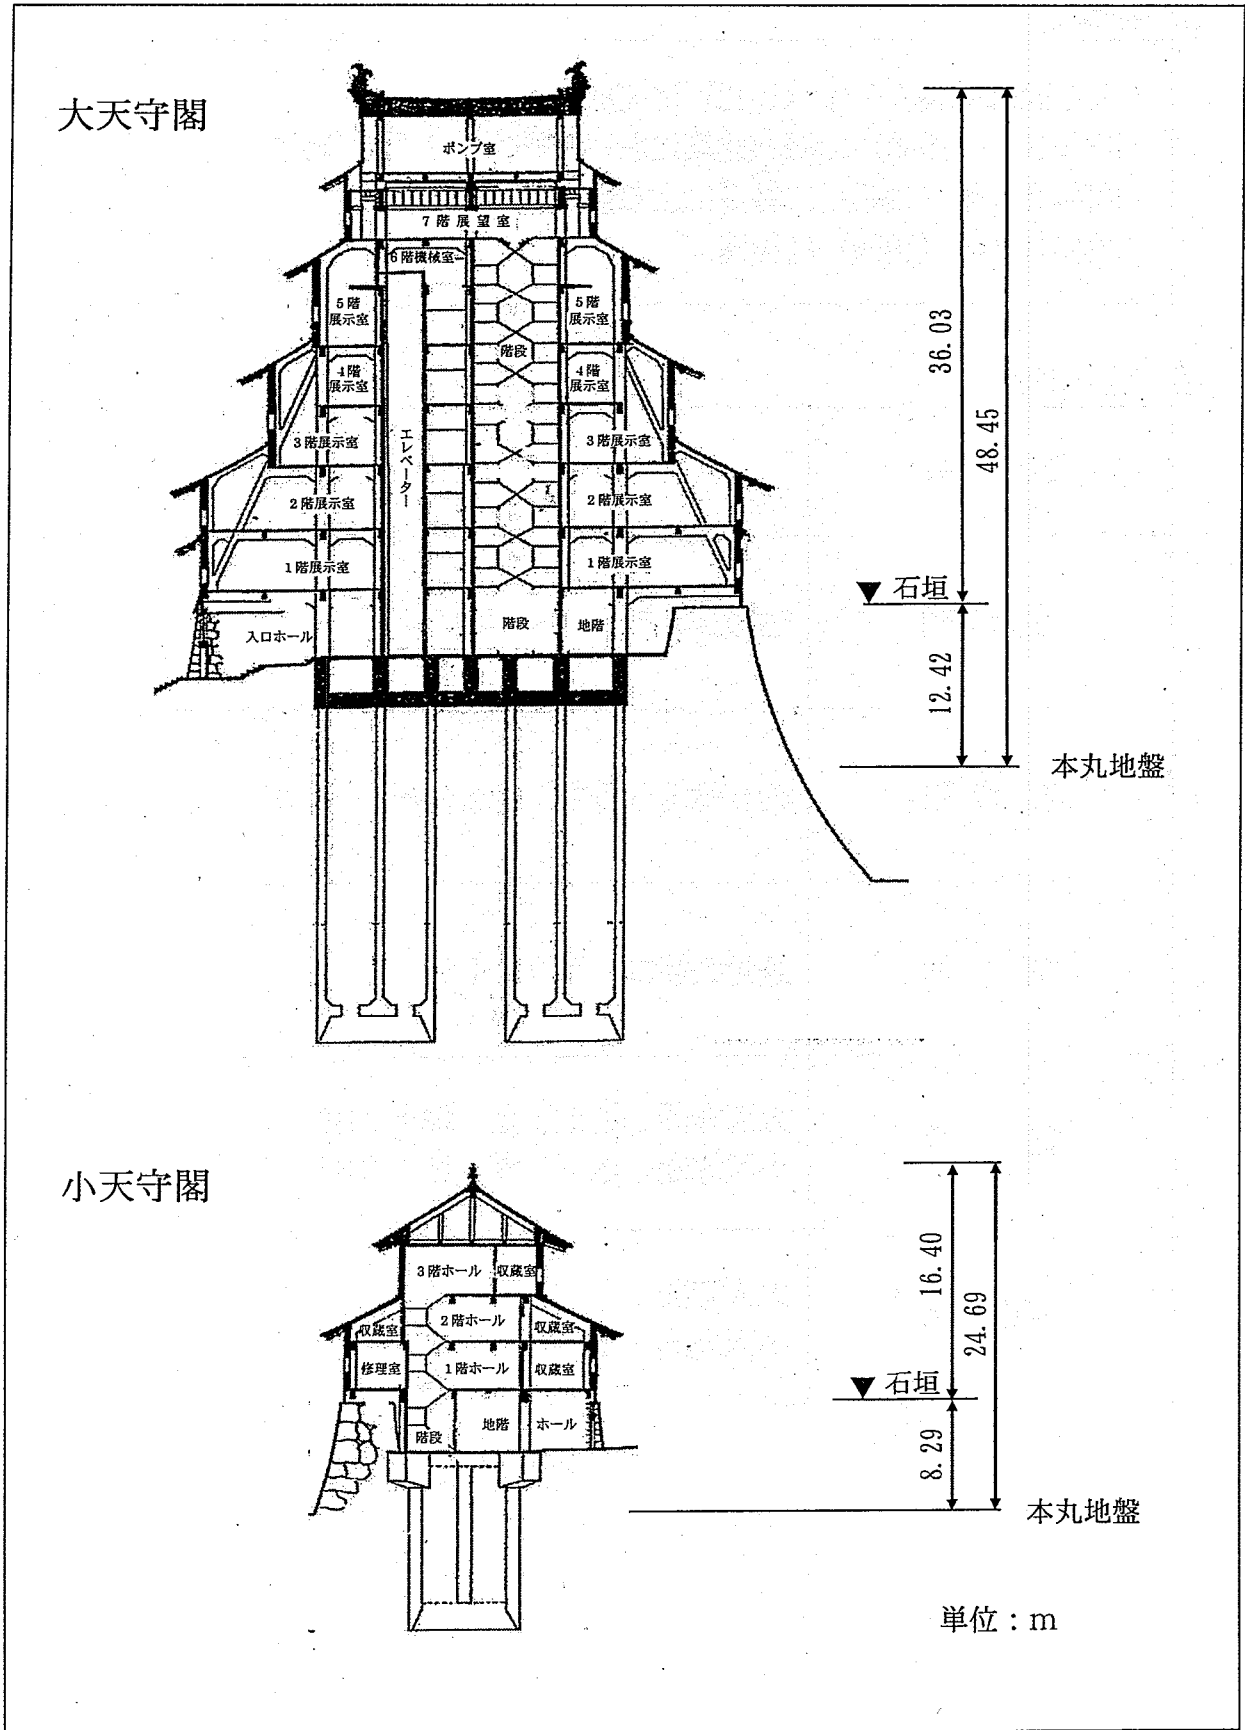 大天守閣
ポンプ室
7階展望室
6階機械室
5階
展示室
5階
展示室
階段
4階
展示室
4階
展示室
エレベーター
3階展示室
3階展示室
2階展示室
2階展示室
1階展示室
1階展示室
入口ホール
階段
地階
36.03
48.45
▼ 石垣
12.42
本丸地盤
小天守閣
3階ホール
収蔵室
収蔵室
2階ホール
収蔵室
修理室
1階ホール
収蔵室
階段
地階
ホール
16.40
24.69
▼ 石垣
8.29
本丸地盤
単位：m